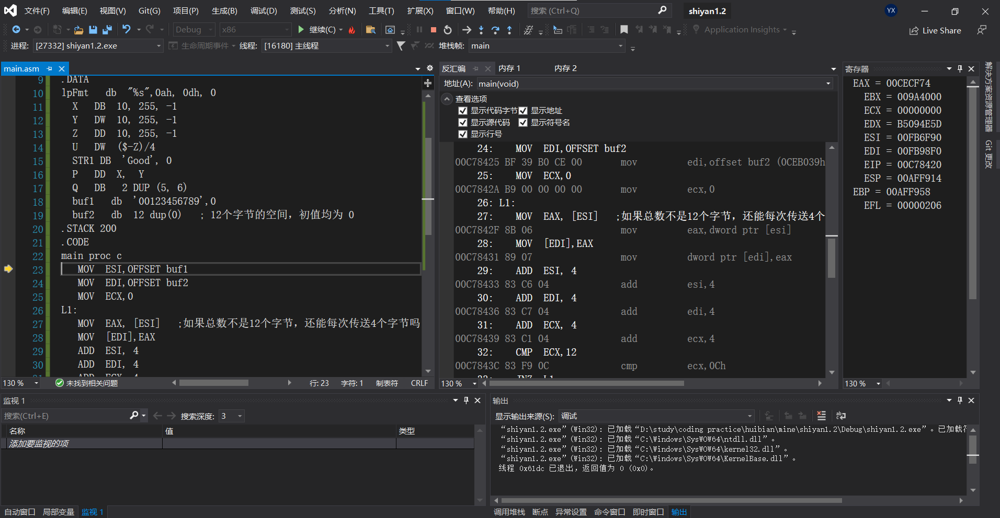 文件(F) 编辑(E) 视图(V) Git(G) 项目(P) 生成(B) 调试(D) 测试(S) 分析(N) 工具(T) 扩展(X) 窗口(W) 帮助(H) 搜索 (Ctrl+Q) shiyan1.2 YX
Debug x86 继续(C) Application Insights Live Share
进程: [27332] shiyan1.2.exe 生命周期事件 线程: [16180] 主线程 堆栈帧: main
main.asm
9 .DATA
10 lpFmt db "%s",0ah, 0dh, 0
11 X DB 10, 255, -1
12 Y DW 10, 255, -1
13 Z DD 10, 255, -1
14 U DW ($-Z)/4
15 STR1 DB 'Good', 0
16 P DD X, Y
17 Q DB 2 DUP (5, 6)
18 buf1 db '00123456789',0
19 buf2 db 12 dup(0) ; 12个字节的空间，初值均为 0
20 .STACK 200
21 .CODE
22 main proc c
23 MOV ESI,OFFSET buf1
24 MOV EDI,OFFSET buf2
25 MOV ECX,0
26 L1:
27 MOV EAX, [ESI] ;如果总数不是12个字节，还能每次传送4个字节吗
28 MOV [EDI],EAX
29 ADD ESI, 4
30 ADD EDI, 4
31 ADD ECX, 4
130 % 未找到相关问题 行: 23 字符: 1 制表符 CRLF
反汇编 内存 1 内存 2
地址(A): main(void)
查看选项
显示代码字节 显示地址
显示源代码 显示符号名
显示行号
24: MOV EDI,OFFSET buf2
00C78425 BF 39 B0 CE 00 mov edi,offset buf2 (0CEB039h
25: MOV ECX,0
00C7842A B9 00 00 00 00 mov ecx,0
26: L1:
27: MOV EAX, [ESI] ;如果总数不是12个字节，还能每次传送4个
00C7842F 8B 06 mov eax,dword ptr [esi]
28: MOV [EDI],EAX
00C78431 89 07 mov dword ptr [edi],eax
29: ADD ESI, 4
00C78433 83 C6 04 add esi,4
30: ADD EDI, 4
00C78436 83 C7 04 add edi,4
31: ADD ECX, 4
00C78439 83 C1 04 add ecx,4
32: CMP ECX,12
00C7843C 83 F9 0C cmp ecx,0Ch
33: JNZ L1
130 %
寄存器
EAX = 00CECF74
EBX = 009A4000
ECX = 00000000
EDX = B5094E5D
ESI = 00FB6F90
EDI = 00FB98F0
EIP = 00C78420
ESP = 00AFF914
EBP = 00AFF958
EFL = 00000206
130 %
解决方案资源管理器
Git 更改
监视 1
搜索(Ctrl+E) 搜索深度: 3
名称 值 类型
添加要监视的项
自动窗口 局部变量 监视 1
输出
显示输出来源(S): 调试
“shiyan1.2.exe”(Win32): 已加载“D:\study\coding practice\huibian\mine\shiyan1.2\Debug\shiyan1.2.exe”。已加载符
“shiyan1.2.exe”(Win32): 已加载“C:\Windows\SysWOW64\ntdll.dll”。
“shiyan1.2.exe”(Win32): 已加载“C:\Windows\SysWOW64\kernel32.dll”。
“shiyan1.2.exe”(Win32): 已加载“C:\Windows\SysWOW64\KernelBase.dll”。
线程 0x61dc 已退出，返回值为 0 (0x0)。
调用堆栈 断点 异常设置 命令窗口 即时窗口 输出